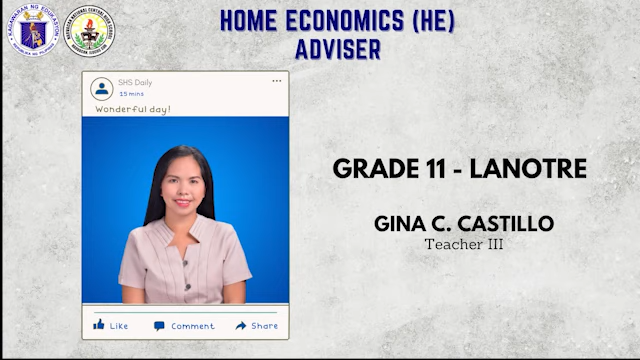 HOME ECONOMICS (HE)
ADVISER
SHS Daily
15 mins
Wonderful day!
GRADE 11 - LANOTRE
GINA C. CASTILLO
Teacher III
Like
Comment
Share